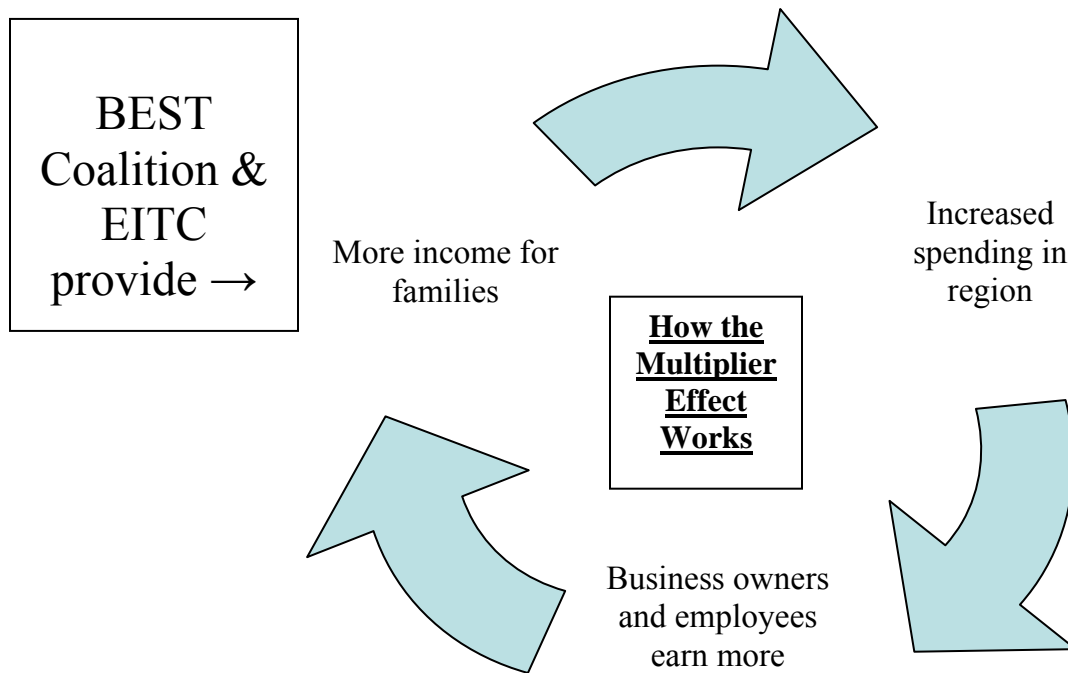 BEST
Coalition &
EITC
provide →
More income for
families
Increased
spending in
region
How the
Multiplier
Effect
Works
Business owners
and employees
earn more